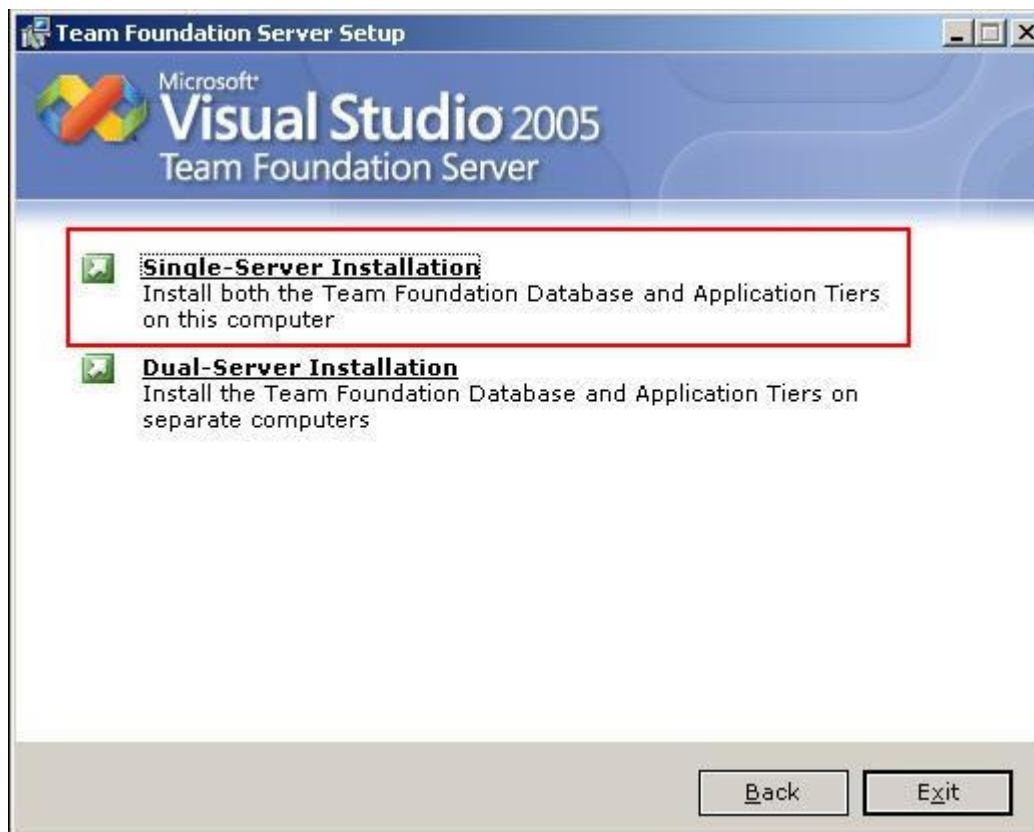 Team Foundation Server Setup
Microsoft
Visual Studio 2005
Team Foundation Server
Single-Server Installation
Install both the Team Foundation Database and Application Tiers
on this computer
Dual-Server Installation
Install the Team Foundation Database and Application Tiers on
separate computers
Back
Exit